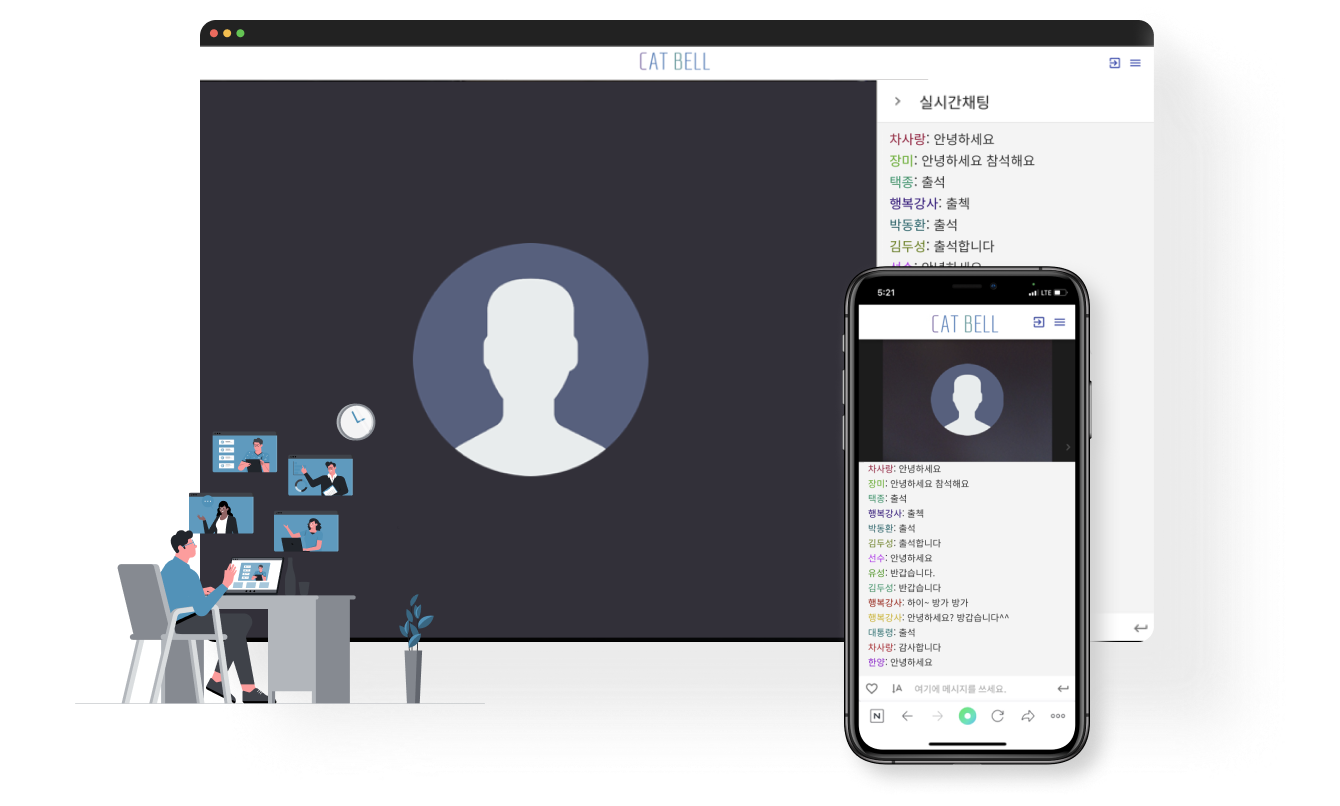 CAT BELL
실시간채팅
차사랑: 안녕하세요
장미: 안녕하세요 참석해요
택종: 출석
행복강사: 출첵
박동환: 출석
김두성: 출석합니다
선수: 안녕하세요
5:21
LTE
CAT BELL
차사랑: 안녕하세요
장미: 안녕하세요 참석해요
택종: 출석
행복강사: 출첵
박동환: 출석
김두성: 출석합니다
선수: 안녕하세요
유성: 반갑습니다.
김두성: 반갑습니다
행복강사: 하이~ 방가 방가
행복강사: 안녕하세요? 방갑습니다^^
대통령: 출석
차사랑: 감사합니다
한양: 안녕하세요
여기에 메시지를 쓰세요.
N